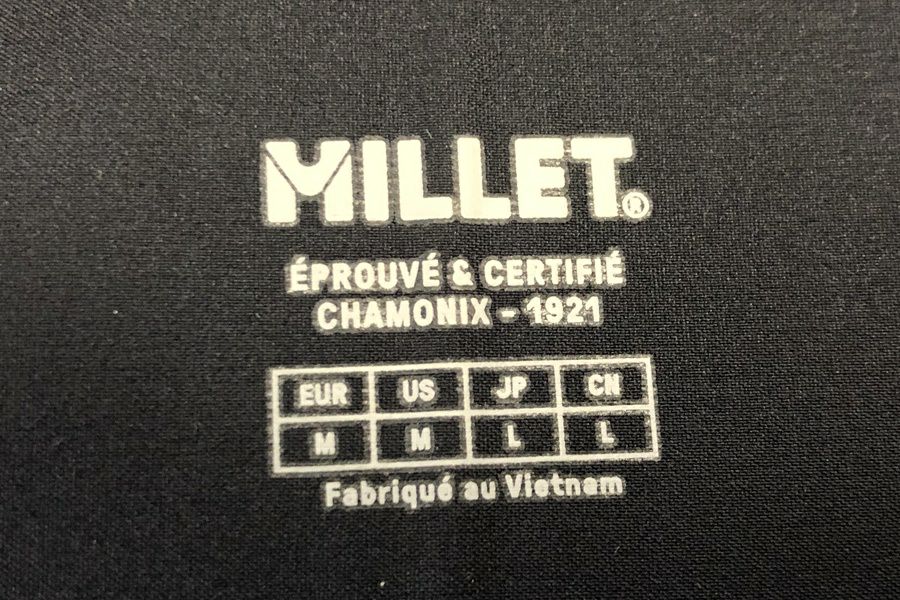 MILLET®
ÉPROUVÉ & CERTIFIÉ
CHAMONIX - 1921
EUR US JP CN
M M L L
Fabriqué au Vietnam